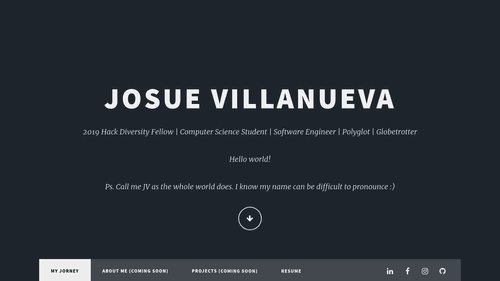 JOSUE VILLANUEVA
2019 Hack Diversity Fellow | Computer Science Student | Software Engineer | Polyglot | Globetrotter
Hello world!
Ps. Call me JV as the whole world does. I know my name can be difficult to pronounce :)
MY JORNEY ABOUT ME (COMING SOON) PROJECTS (COMING SOON) RESUME